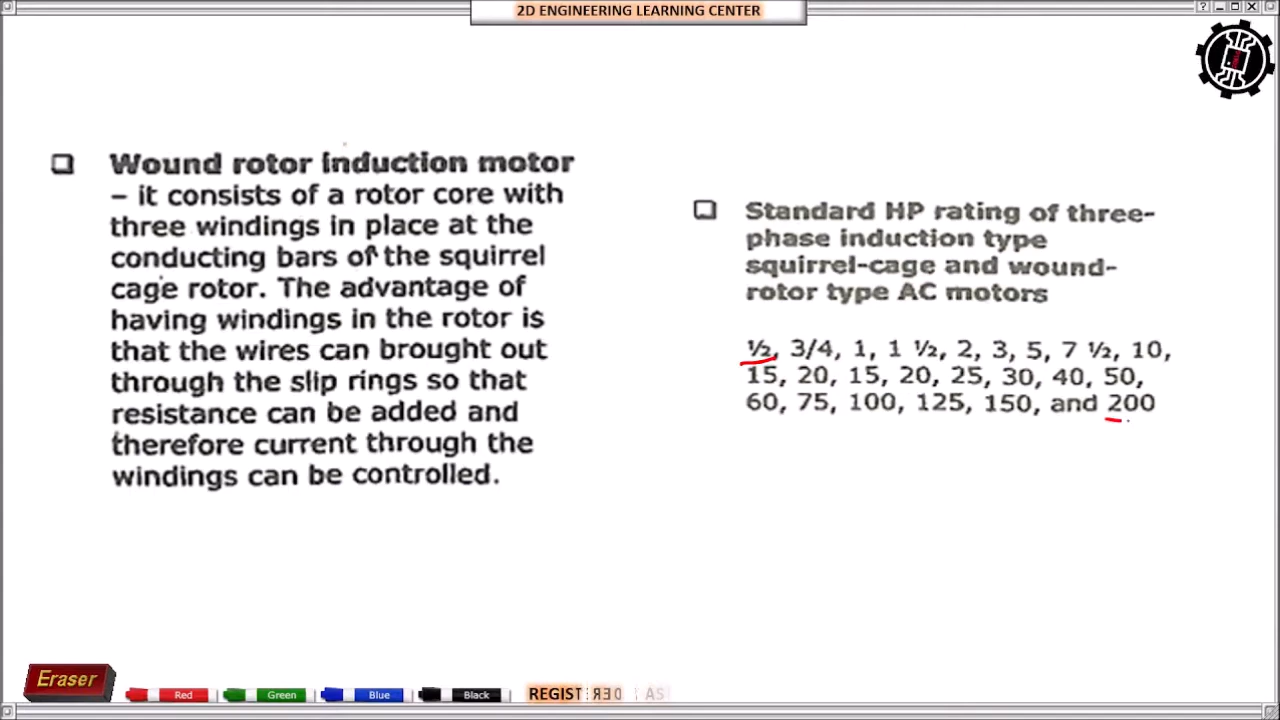 2D ENGINEERING LEARNING CENTER
❑ Wound rotor induction motor
– it consists of a rotor core with
three windings in place at the
conducting bars of the squirrel
cage rotor. The advantage of
having windings in the rotor is
that the wires can brought out
through the slip rings so that
resistance can be added and
therefore current through the
windings can be controlled.
❑ Standard HP rating of three-
phase induction type
squirrel-cage and wound-
rotor type AC motors
½, 3/4, 1, 1 ½, 2, 3, 5, 7 ½, 10,
15, 20, 15, 20, 25, 30, 40, 50,
60, 75, 100, 125, 150, and 200
Eraser
Red
Green
Blue
Black